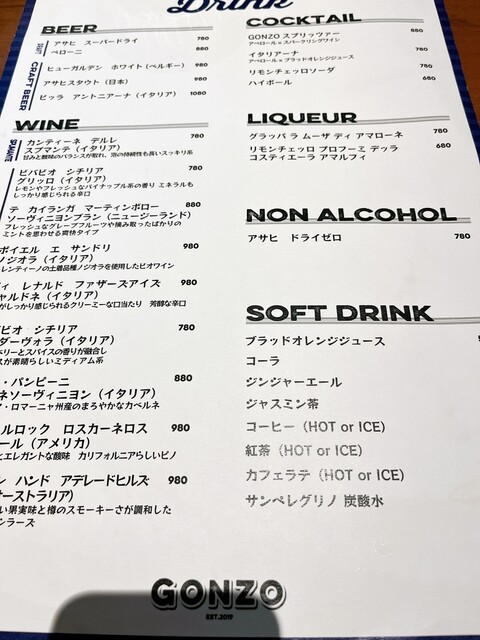 Drink
BEER
DRAFT
アサヒ スーパードライ 780
ペローニ 880
CRAFT BEER
ヒューガルデン ホワイト(ベルギー) 980
アサヒスタウト(日本) 980
ビッラ アントニアーナ(イタリア) 1080
WINE
SPUMANTE
カンティーネ デルレ 780
スプマンテ(イタリア)
甘みと酸味のバランスが取れ、泡の持続性も長いスッキリ系
ビバビオ シチリア 780
グリッロ(イタリア)
レモンやフレッシュなパイナップル系の香り ミネラルも
しっかり感じられる辛口
テ カイランガ マーティンボロー 880
ソーヴィニヨンブラン(ニュージーランド)
フレッシュなグレープフルーツや摘み取ったばかりの
ミントを思わせる爽快タイプ
ポイエル エ サンドリ 980
ノジオラ(イタリア)
レンティーノの土着品種ノジオラを使用したビオワイン
レナルド ファザーズアイズ 980
ャルドネ(イタリア)
がしっかり感じられるクリーミーな口当たり 芳醇な辛口
ビオ シチリア 780
ダーヴォラ(イタリア)
ベリーとスパイスの香りが融合し
スが素晴らしいミディアム系
・バンビーニ 880
ネソーヴィニヨン(イタリア)
ア・ロマーニャ州産のまろやかなカベルネ
ルロック ロスカーネロス 980
ール(アメリカ)
とエレガントな酸味 カリフォルニアらしいピノ
ン ハンド アデレードヒルズ 980
オーストラリア)
い果実味と樽のスモーキーさが調和した
シラーズ
COCKTAIL
GONZO スプリッツァー 780
アペロール×スパークリングワイン
イタリアーナ 780
アペロール×ブラッドオレンジジュース
リモンチェッロソーダ 780
ハイボール 680
LIQUEUR
グラッパラ ムーザ ディ アマローネ 780
リモンチェッロ プロフーミ デッラ 680
コスティエーラ アマルフィ
NON ALCOHOL
アサヒ ドライゼロ 780
SOFT DRINK
ブラッドオレンジジュース
コーラ
ジンジャーエール
ジャスミン茶
コーヒー(HOT or ICE)
紅茶(HOT or ICE)
カフェラテ(HOT or ICE)
サンペレグリノ 炭酸水
GONZO
EST.2019